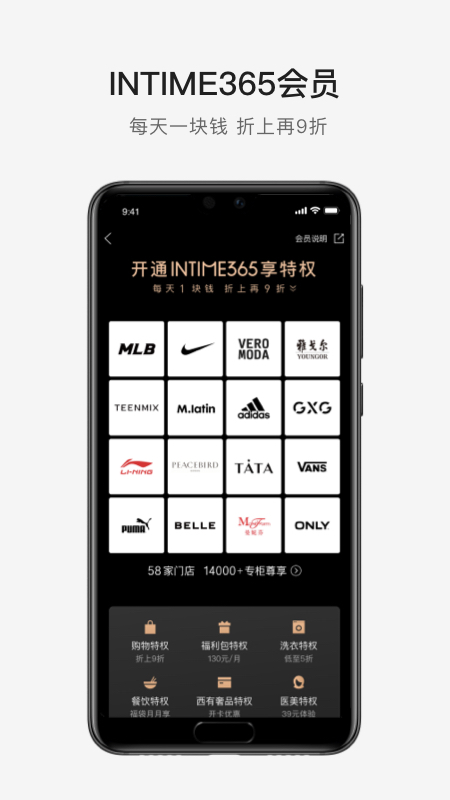 INTIME365会员
每天一块钱 折上再9折
9:41
会员说明
开通INTIME365享特权
每天1块钱 折上再9折
MLB
VERO MODA
雅戈尔
YOUNGOR
TEENMIX
M.latin
adidas
GXG
LI-NING
PEACEBIRD
TATA
VANS
PUMA
BELLE
ONLY
58家门店 14000+专柜尊享
购物特权
福利包特权
洗衣特权
折上9折
130元/月
低至5折
餐饮特权
西有奢品特权
医美特权
福袋月月享
开卡优惠
39元体验